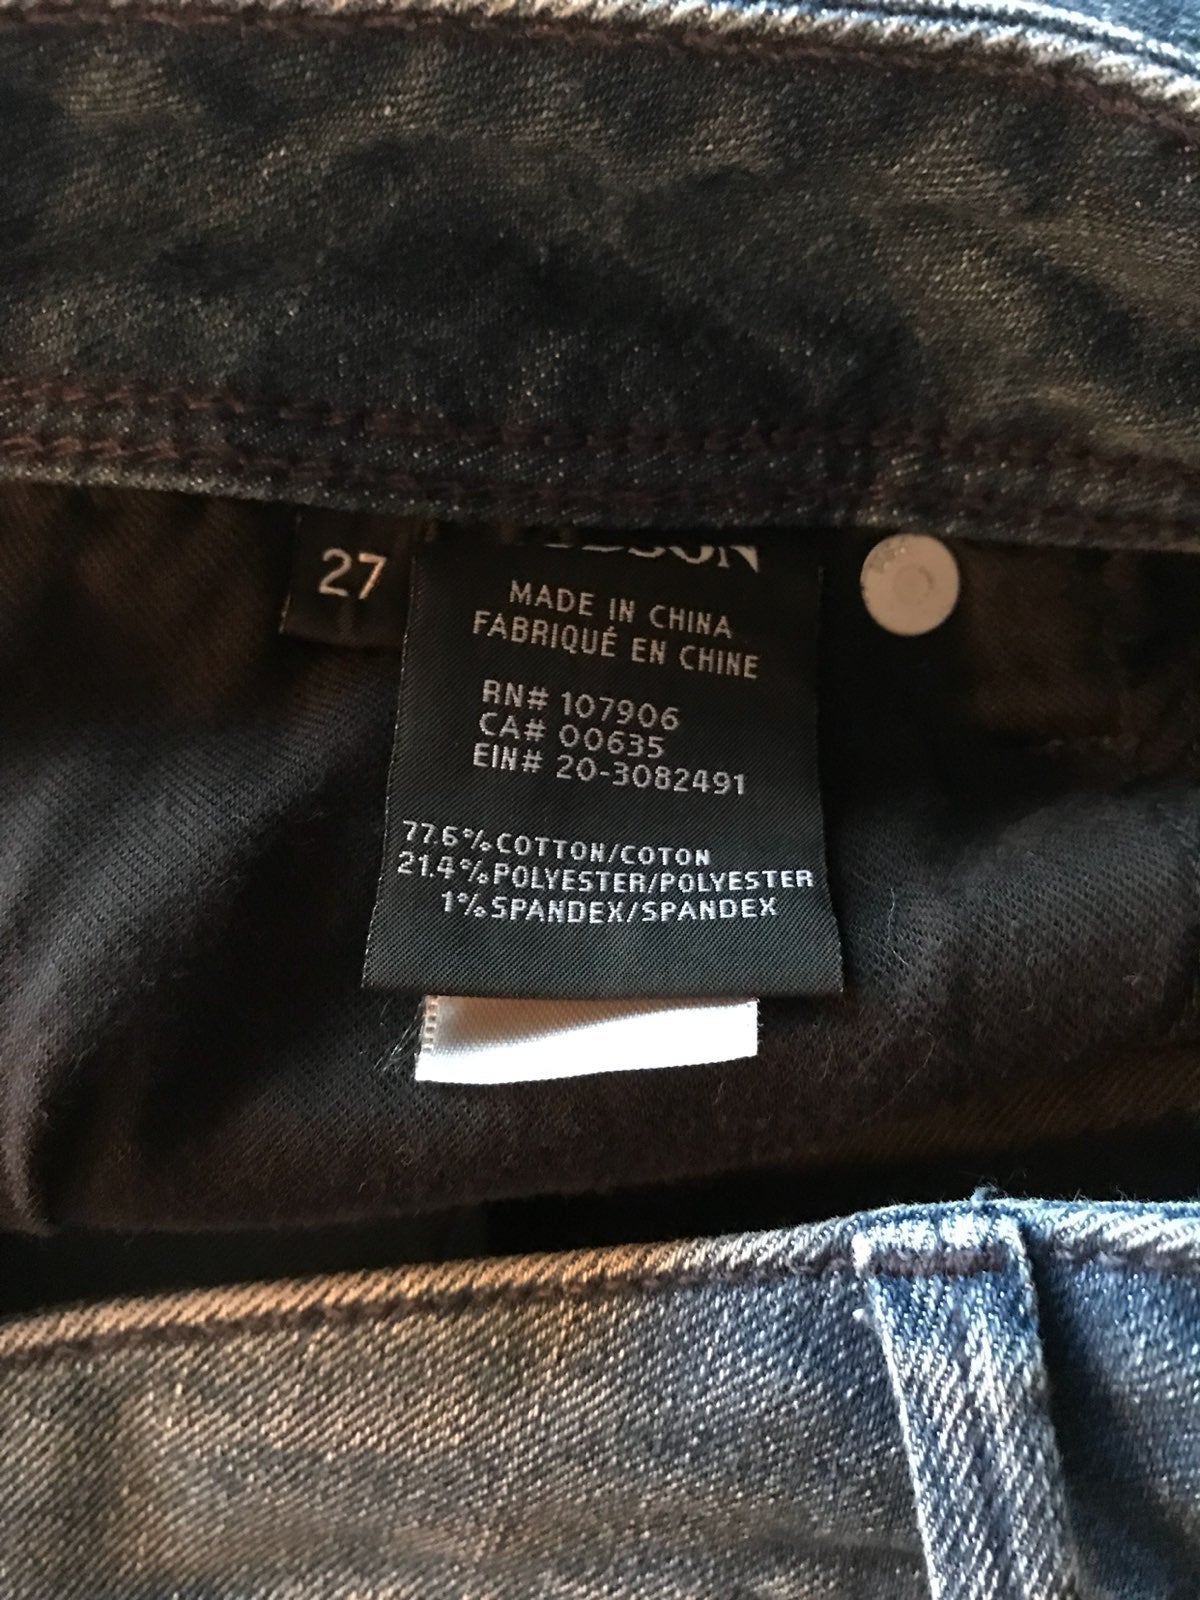 27
MADE IN CHINA
FABRIQUÉ EN CHINE
RN# 107906
CA# 00635
EIN# 20-3082491
77.6% COTTON/COTON
21.4% POLYESTER/POLYESTER
1% SPANDEX/SPANDEX